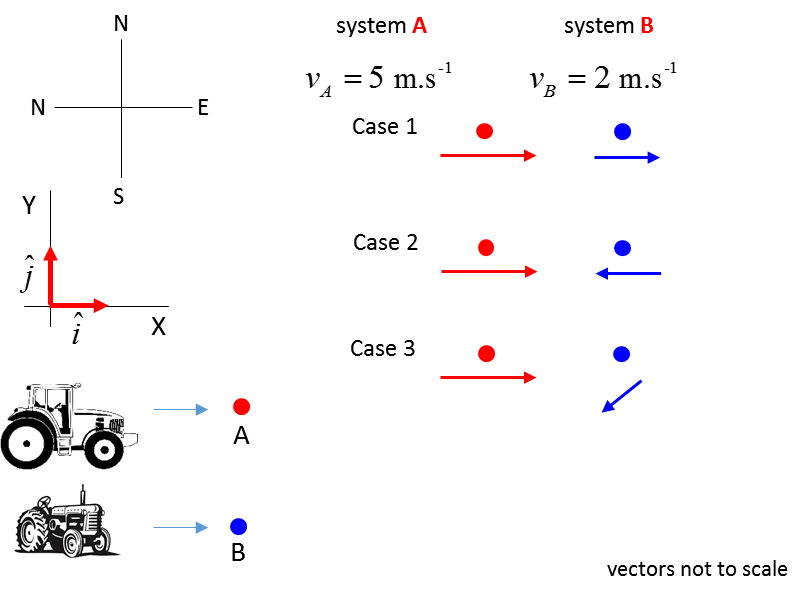 N
system A
system B
v_A = 5 m.s⁻¹
v_B = 2 m.s⁻¹
N
E
Case 1
S
Y
Case 2
ĵ
î
X
Case 3
A
B
vectors not to scale